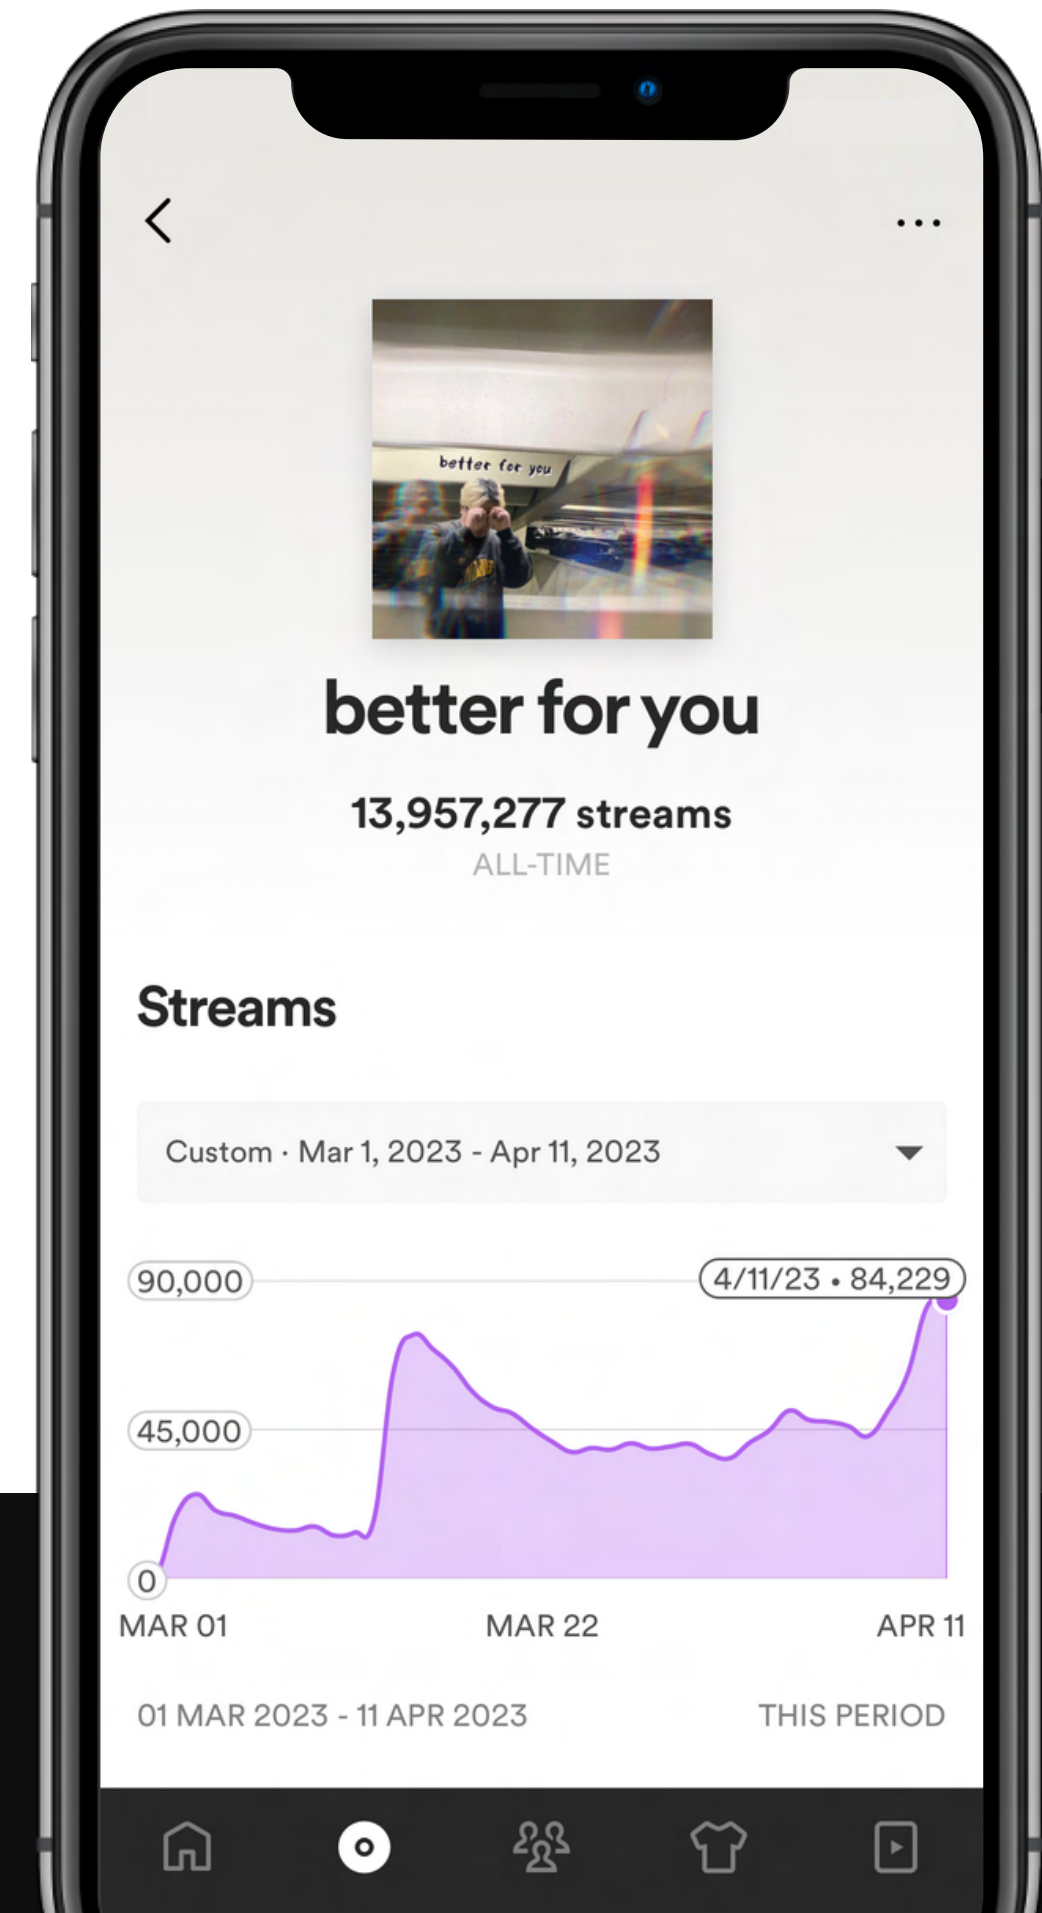 better for you
better for you
13,957,277 streams
ALL-TIME
Streams
Custom · Mar 1, 2023 - Apr 11, 2023
90,000
4/11/23 • 84,229
45,000
0
MAR 01
MAR 22
APR 11
01 MAR 2023 - 11 APR 2023
THIS PERIOD